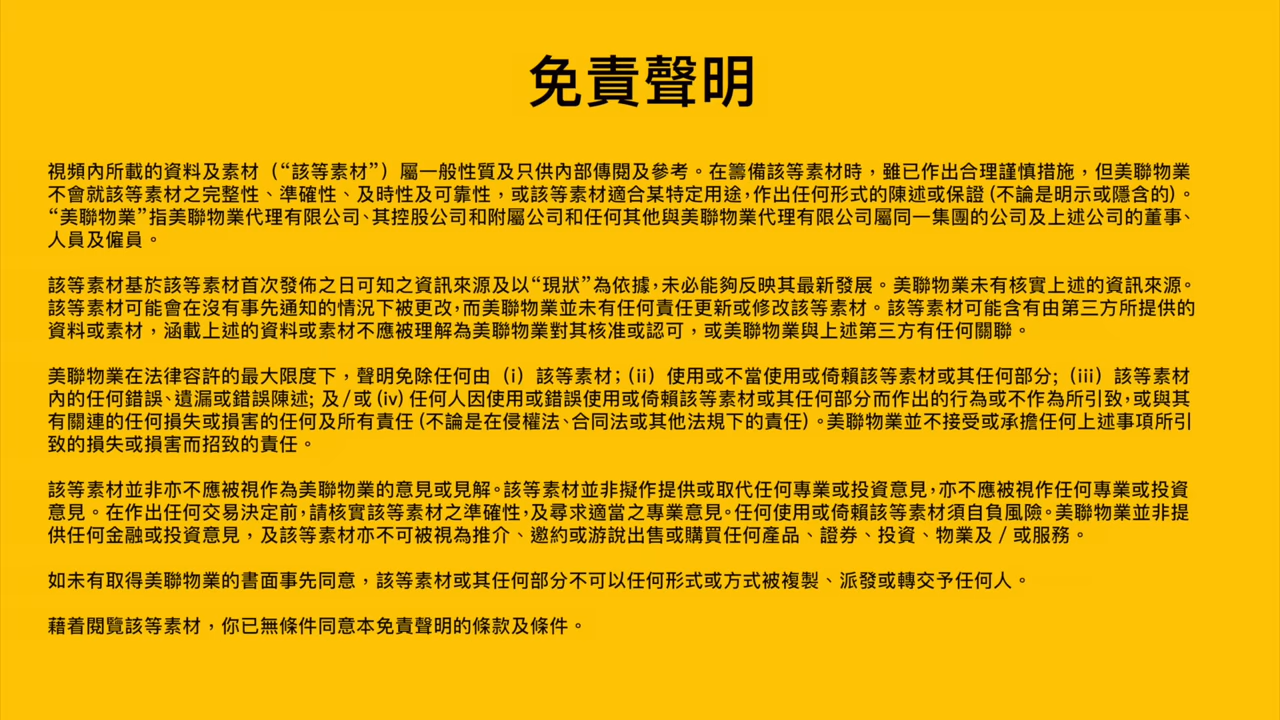 免責聲明
視頻內所載的資料及素材（“該等素材”）屬一般性質及只供內部傳閱及參考。在籌備該等素材時，雖已作出合理謹慎措施，但美聯物業
不會就該等素材之完整性、準確性、及時性及可靠性，或該等素材適合某特定用途，作出任何形式的陳述或保證 (不論是明示或隱含的)。
“美聯物業”指美聯物業代理有限公司、其控股公司和附屬公司和任何其他與美聯物業代理有限公司屬同一集團的公司及上述公司的董事、
人員及僱員。
該等素材基於該等素材首次發佈之日可知之資訊來源及以“現狀”為依據，未必能夠反映其最新發展。美聯物業未有核實上述的資訊來源。
該等素材可能會在沒有事先通知的情況下被更改，而美聯物業並未有任何責任更新或修改該等素材。該等素材可能含有由第三方所提供的
資料或素材，涵載上述的資料或素材不應被理解為美聯物業對其核准或認可，或美聯物業與上述第三方有任何關聯。
美聯物業在法律容許的最大限度下，聲明免除任何由（i）該等素材；（ii）使用或不當使用或倚賴該等素材或其任何部分；（iii）該等素材
內的任何錯誤、遺漏或錯誤陳述; 及 / 或 (iv) 任何人因使用或錯誤使用或倚賴該等素材或其任何部分而作出的行為或不作為所引致，或與其
有關連的任何損失或損害的任何及所有責任 (不論是在侵權法、合同法或其他法規下的責任)。美聯物業並不接受或承擔任何上述事項所引
致的損失或損害而招致的責任。
該等素材並非亦不應被視作為美聯物業的意見或見解。該等素材並非擬作提供或取代任何專業或投資意見，亦不應被視作任何專業或投資
意見。在作出任何交易決定前，請核實該等素材之準確性，及尋求適當之專業意見。任何使用或倚賴該等素材須自負風險。美聯物業並非提
供任何金融或投資意見，及該等素材亦不可被視為推介、邀約或游說出售或購買任何產品、證券、投資、物業及 / 或服務。
如未有取得美聯物業的書面事先同意，該等素材或其任何部分不可以任何形式或方式被複製、派發或轉交予任何人。
藉着閱覽該等素材，你已無條件同意本免責聲明的條款及條件。